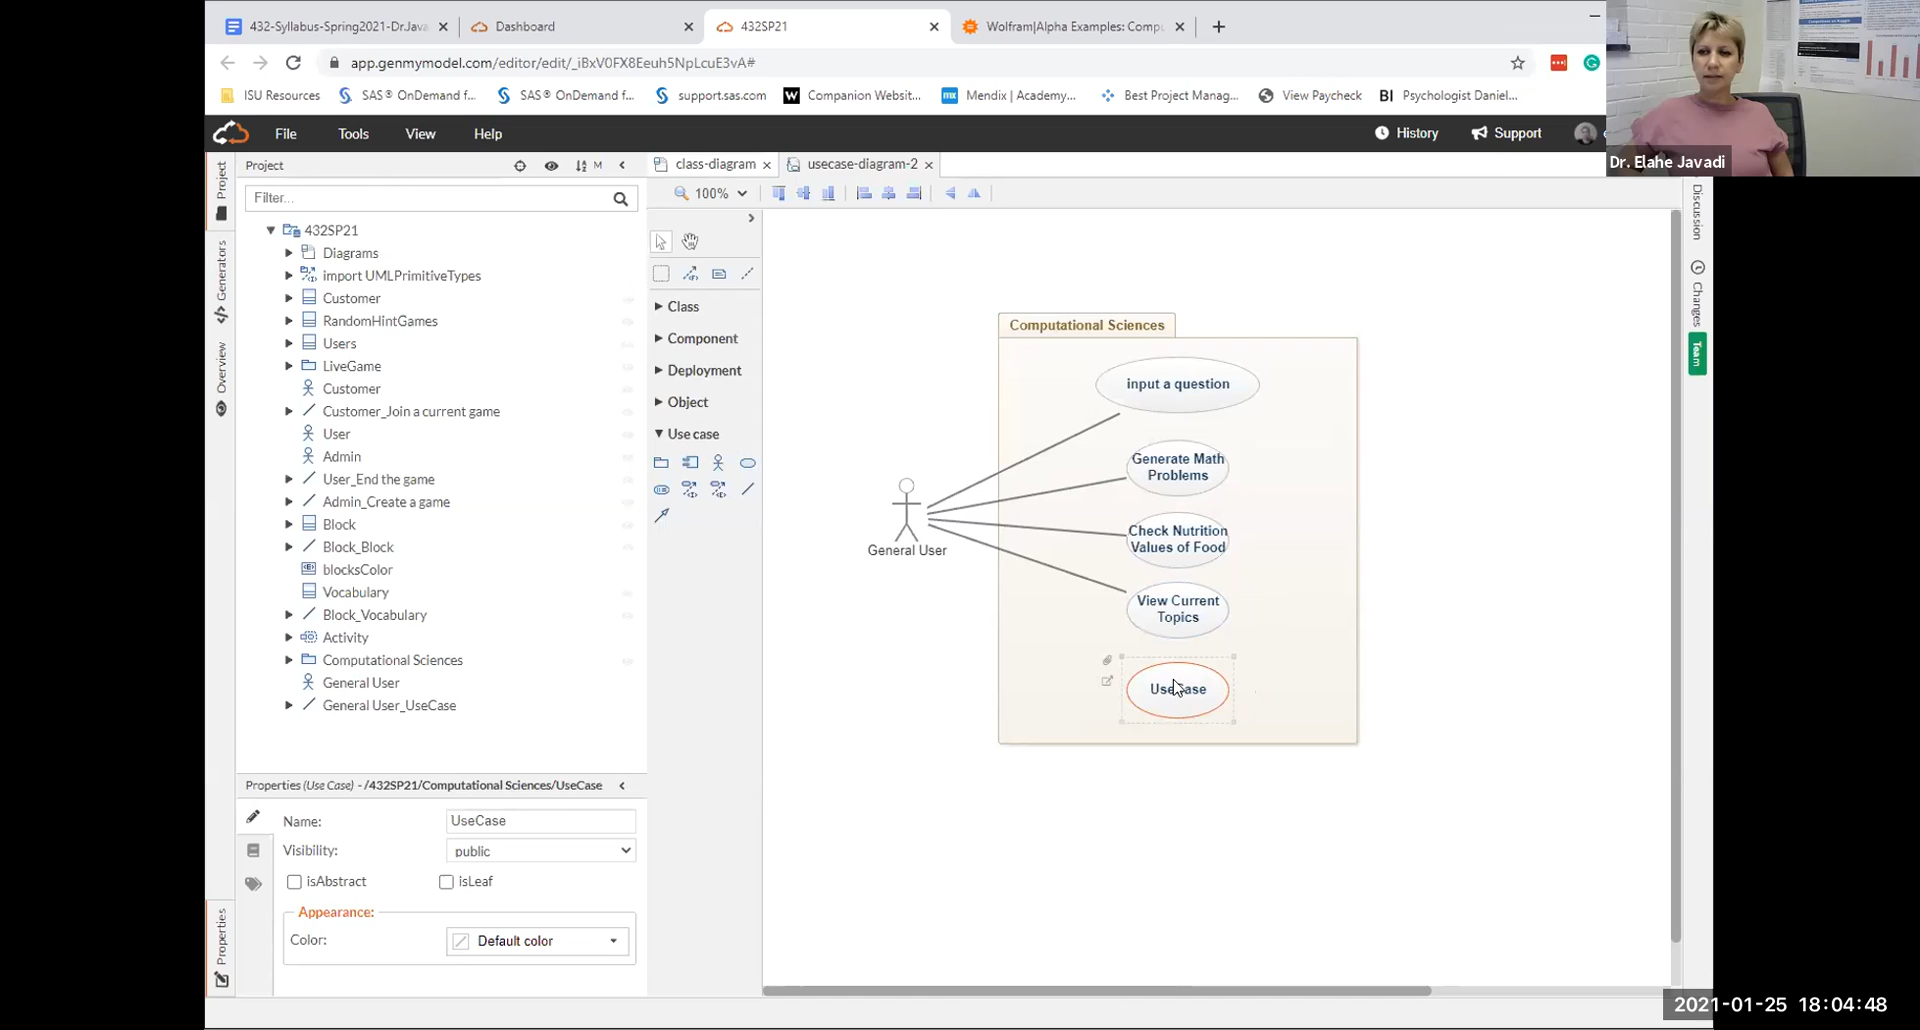 432-Syllabus-Spring2021-DrJava
Dashboard
432SP21
Wolfram|Alpha Examples: Compu
app.genmymodel.com/editor/edit/_iBxV0FX8Eeuh5NpLcuE3vA#
ISU Resources
SAS® OnDemand f...
SAS® OnDemand f...
support.sas.com
Companion Websit...
Mendix | Academy...
Best Project Manag...
View Paycheck
BI Psychologist Daniel...
File
Tools
View
Help
History
Support
Dr. Elahe Javadi
Project
M
class-diagram
usecase-diagram-2
Filter...
100%
Project
Generators
Overview
Properties
Discussion
Changes
Team
432SP21
Diagrams
import UMLPrimitiveTypes
Customer
RandomHintGames
Users
LiveGame
Customer
Customer_Join a current game
User
Admin
User_End the game
Admin_Create a game
Block
Block_Block
blocksColor
Vocabulary
Block_Vocabulary
Activity
Computational Sciences
General User
General User_UseCase
Class
Component
Deployment
Object
Use case
Computational Sciences
input a question
Generate Math
Problems
Check Nutrition
Values of Food
View Current
Topics
UseCase
General User
Properties (Use Case) - /432SP21/Computational Sciences/UseCase
Name:
UseCase
Visibility:
public
isAbstract
isLeaf
Appearance:
Color:
Default color
2021-01-25 18:04:48